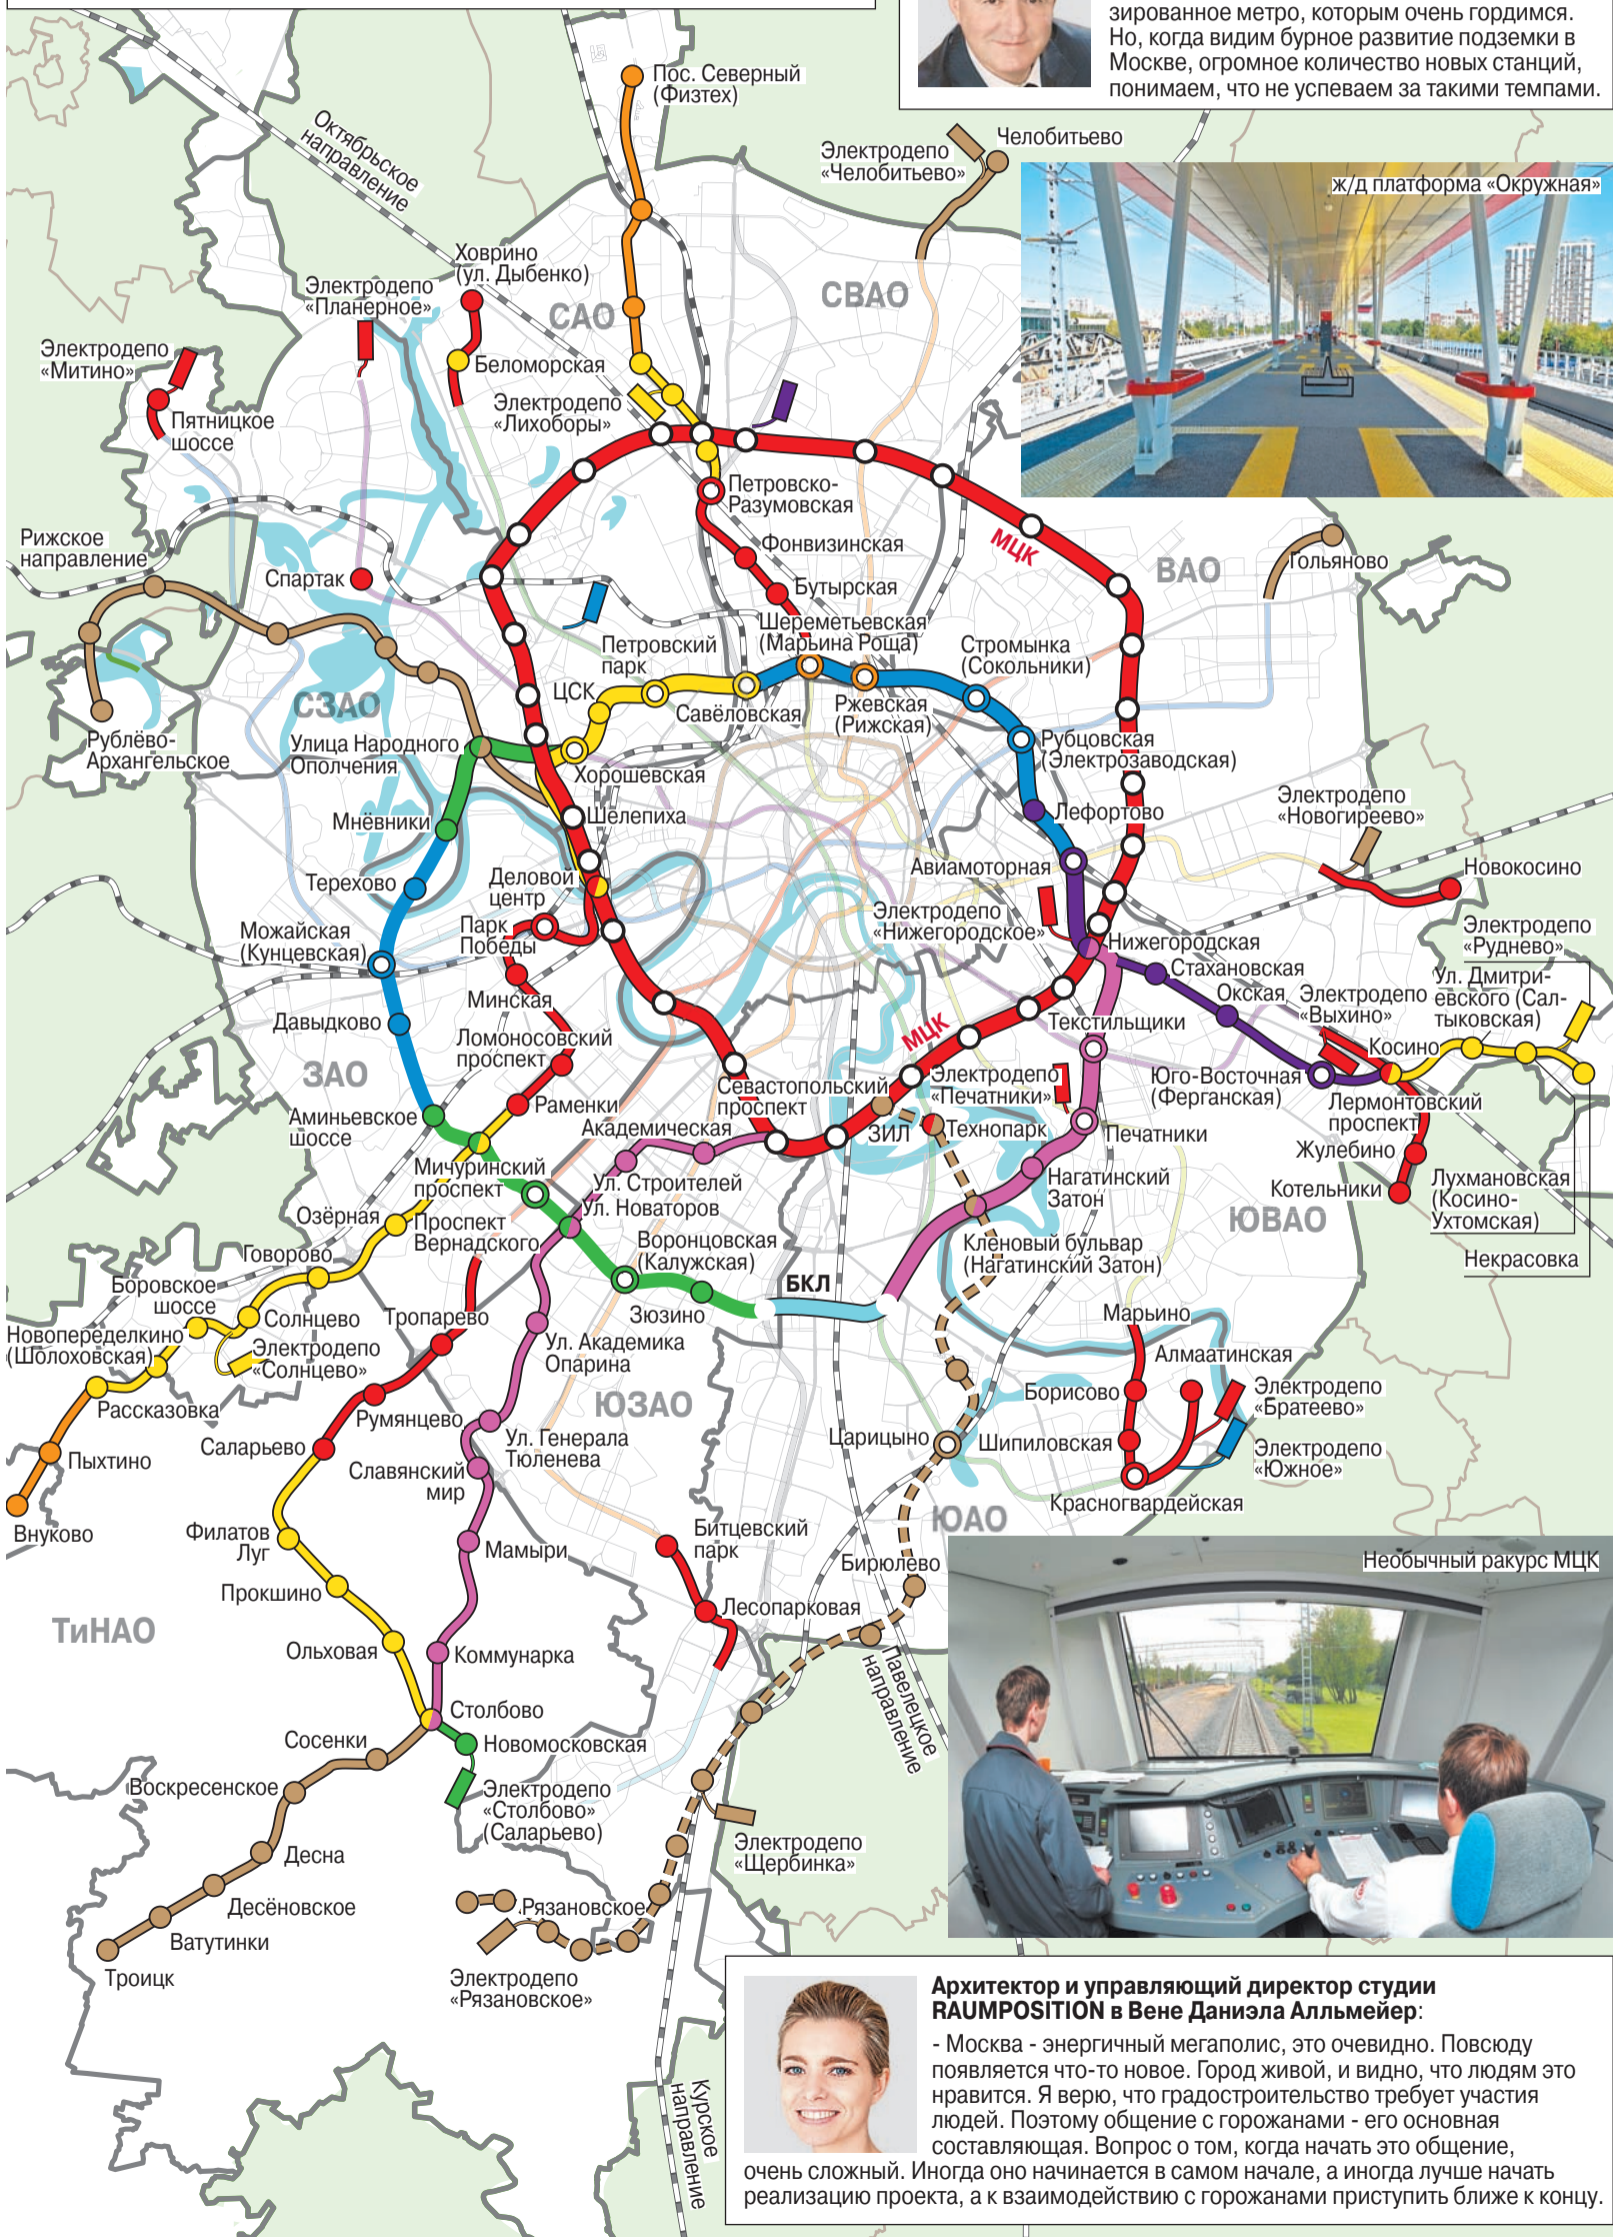 зированное метро, которым очень гордимся.
Но, когда видим бурное развитие подземки в
Москве, огромное количество новых станций,
понимаем, что не успеваем за такими темпами.
Пос. Северный
(Физтех)
Октябрьское
направление
Электродепо
«Челобитьево»
Челобитьево
ж/д платформа «Окружная»
Ховрино
(ул. Дыбенко)
Электродепо
«Планерное»
САО
СВАО
Электродепо
«Митино»
Беломорская
Электродепо
«Лихоборы»
Пятницкое
шоссе
Петровско-
Разумовская
МЦК
Рижское
направление
Фонвизинская
Спартак
Бутырская
ВАО
Гольяново
Шереметьевская
(Марьина Роща)
Петровский
парк
Стромынка
(Сокольники)
ЦСК
СЗАО
Савёловская
Ржевская
(Рижская)
Рублёво-
Архангельское
Улица Народного
Ополчения
Рубцовская
(Электрозаводская)
Хорошёвская
Мнёвники
Шелепиха
Лефортово
Электродепо
«Новогиреево»
Терехово
Деловой
центр
Авиамоторная
Новокосино
Парк
Победы
Электродепо
«Нижегородское»
Можайская
(Кунцевская)
Нижегородская
Электродепо
«Руднево»
Стахановская
Минская
Окская
Электродепо
«Выхино»
Ул. Дмитри-
евского (Сал-
тыковская)
Давыдково
Ломоносовский
проспект
МЦК
Текстильщики
Косино
ЗАО
Севастопольский
проспект
Электродепо
«Печатники»
Юго-Восточная
(Ферганская)
Лермонтовский
проспект
Раменки
Аминьевское
шоссе
Академическая
ЗИЛ
Технопарк
Печатники
Жулебино
Мичуринский
проспект
Ул. Строителей
Нагатинский
Затон
Котельники
Лухмановская
(Косино-
Ухтомская)
Озёрная
Проспект
Вернадского
Ул. Новаторов
ЮВАО
Говорово
Воронцовская
(Калужская)
Кленовый бульвар
(Нагатинский Затон)
Некрасовка
Боровское
шоссе
БКЛ
Солнцево
Тропарево
Зюзино
Марьино
Новопеределкино
(Шолоховская)
Электродепо
«Солнцево»
Ул. Академика
Опарина
Алмаатинская
Рассказовка
Румянцево
ЮЗАО
Борисово
Электродепо
«Братеево»
Саларьево
Ул. Генерала
Тюленева
Царицыно
Шипиловская
Электродепо
«Южное»
Пыхтино
Славянский
мир
Красногвардейская
Внуково
Филатов
Луг
Мамыри
Битцевский
парк
ЮАО
Бирюлево
Необычный ракурс МЦК
Прокшино
Лесопарковая
ТиНАО
Ольховая
Коммунарка
Павелецкое
направление
Столбово
Сосенки
Новомосковская
Воскресенское
Электродепо
«Столбово»
(Саларьево)
Десна
Электродепо
«Щербинка»
Десёновское
Рязановское
Ватутинки
Троицк
Электродепо
«Рязановское»
Курское
направление
Архитектор и управляющий директор студии
RAUMPOSITION в Вене Даниэла Алльмейер:
- Москва - энергичный мегаполис, это очевидно. Повсюду
появляется что-то новое. Город живой, и видно, что людям это
нравится. Я верю, что градостроительство требует участия
людей. Поэтому общение с горожанами - его основная
составляющая. Вопрос о том, когда начать это общение,
очень сложный. Иногда оно начинается в самом начале, а иногда лучше начать
реализацию проекта, а к взаимодействию с горожанами приступить ближе к концу.